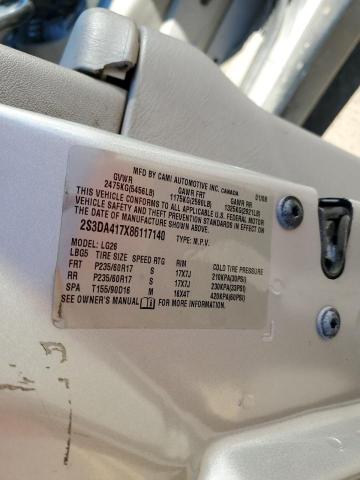 MFD BY CAMI AUTOMOTIVE INC. CANADA 01/08
GVWR GAWR FRT GAWR RR
2475KG(5456LB) 1175KG(2590LB) 1325KG(2921LB)
THIS VEHICLE CONFORMS TO ALL APPLICABLE U.S. FEDERAL MOTOR
VEHICLE SAFETY AND THEFT PREVENTION STANDARDS IN EFFECT ON
THE DATE OF MANUFACTURE SHOWN ABOVE.
2S3DA417X86117140 TYPE: M.P.V.
MODEL: LG26
LBG5 TIRE SIZE SPEED RTG RIM COLD TIRE PRESSURE
FRT P235/60R17 S 17X7J 210KPA(30PSI)
RR P235/60R17 S 17X7J 230KPA(33PSI)
SPA T155/90D16 M 16X4T 420KPA(60PSI)
SEE OWNER'S MANUAL FOR MORE INFORMATION.